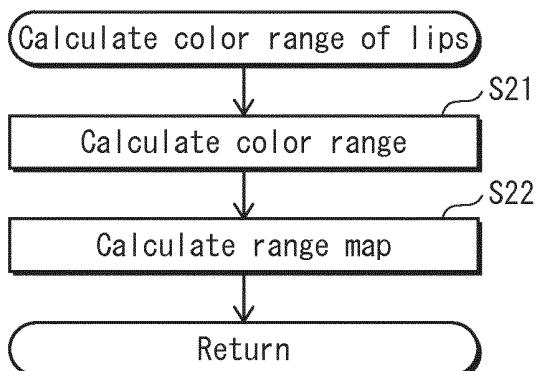 Calculate color range of lips
S21
Calculate color range
S22
Calculate range map
Return